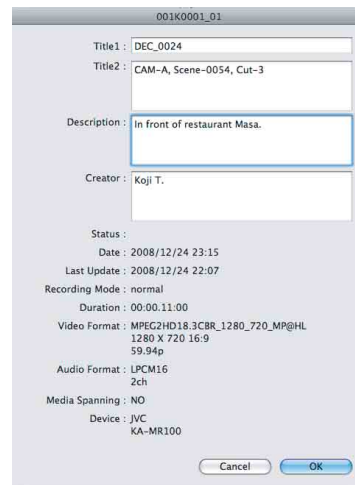 001K0001_01
Title1 : DEC_0024
Title2 : CAM-A, Scene-0054, Cut-3
Description : In front of restaurant Masa.
Creator : Koji T.
Status :
Date : 2008/12/24 23:15
Last Update : 2008/12/24 22:07
Recording Mode : normal
Duration : 00:00.11:00
Video Format : MPEG2HD18.3CBR_1280_720_MP@HL
1280 X 720 16:9
59.94p
Audio Format : LPCM16
2ch
Media Spanning : NO
Device : JVC
KA-MR100
Cancel OK